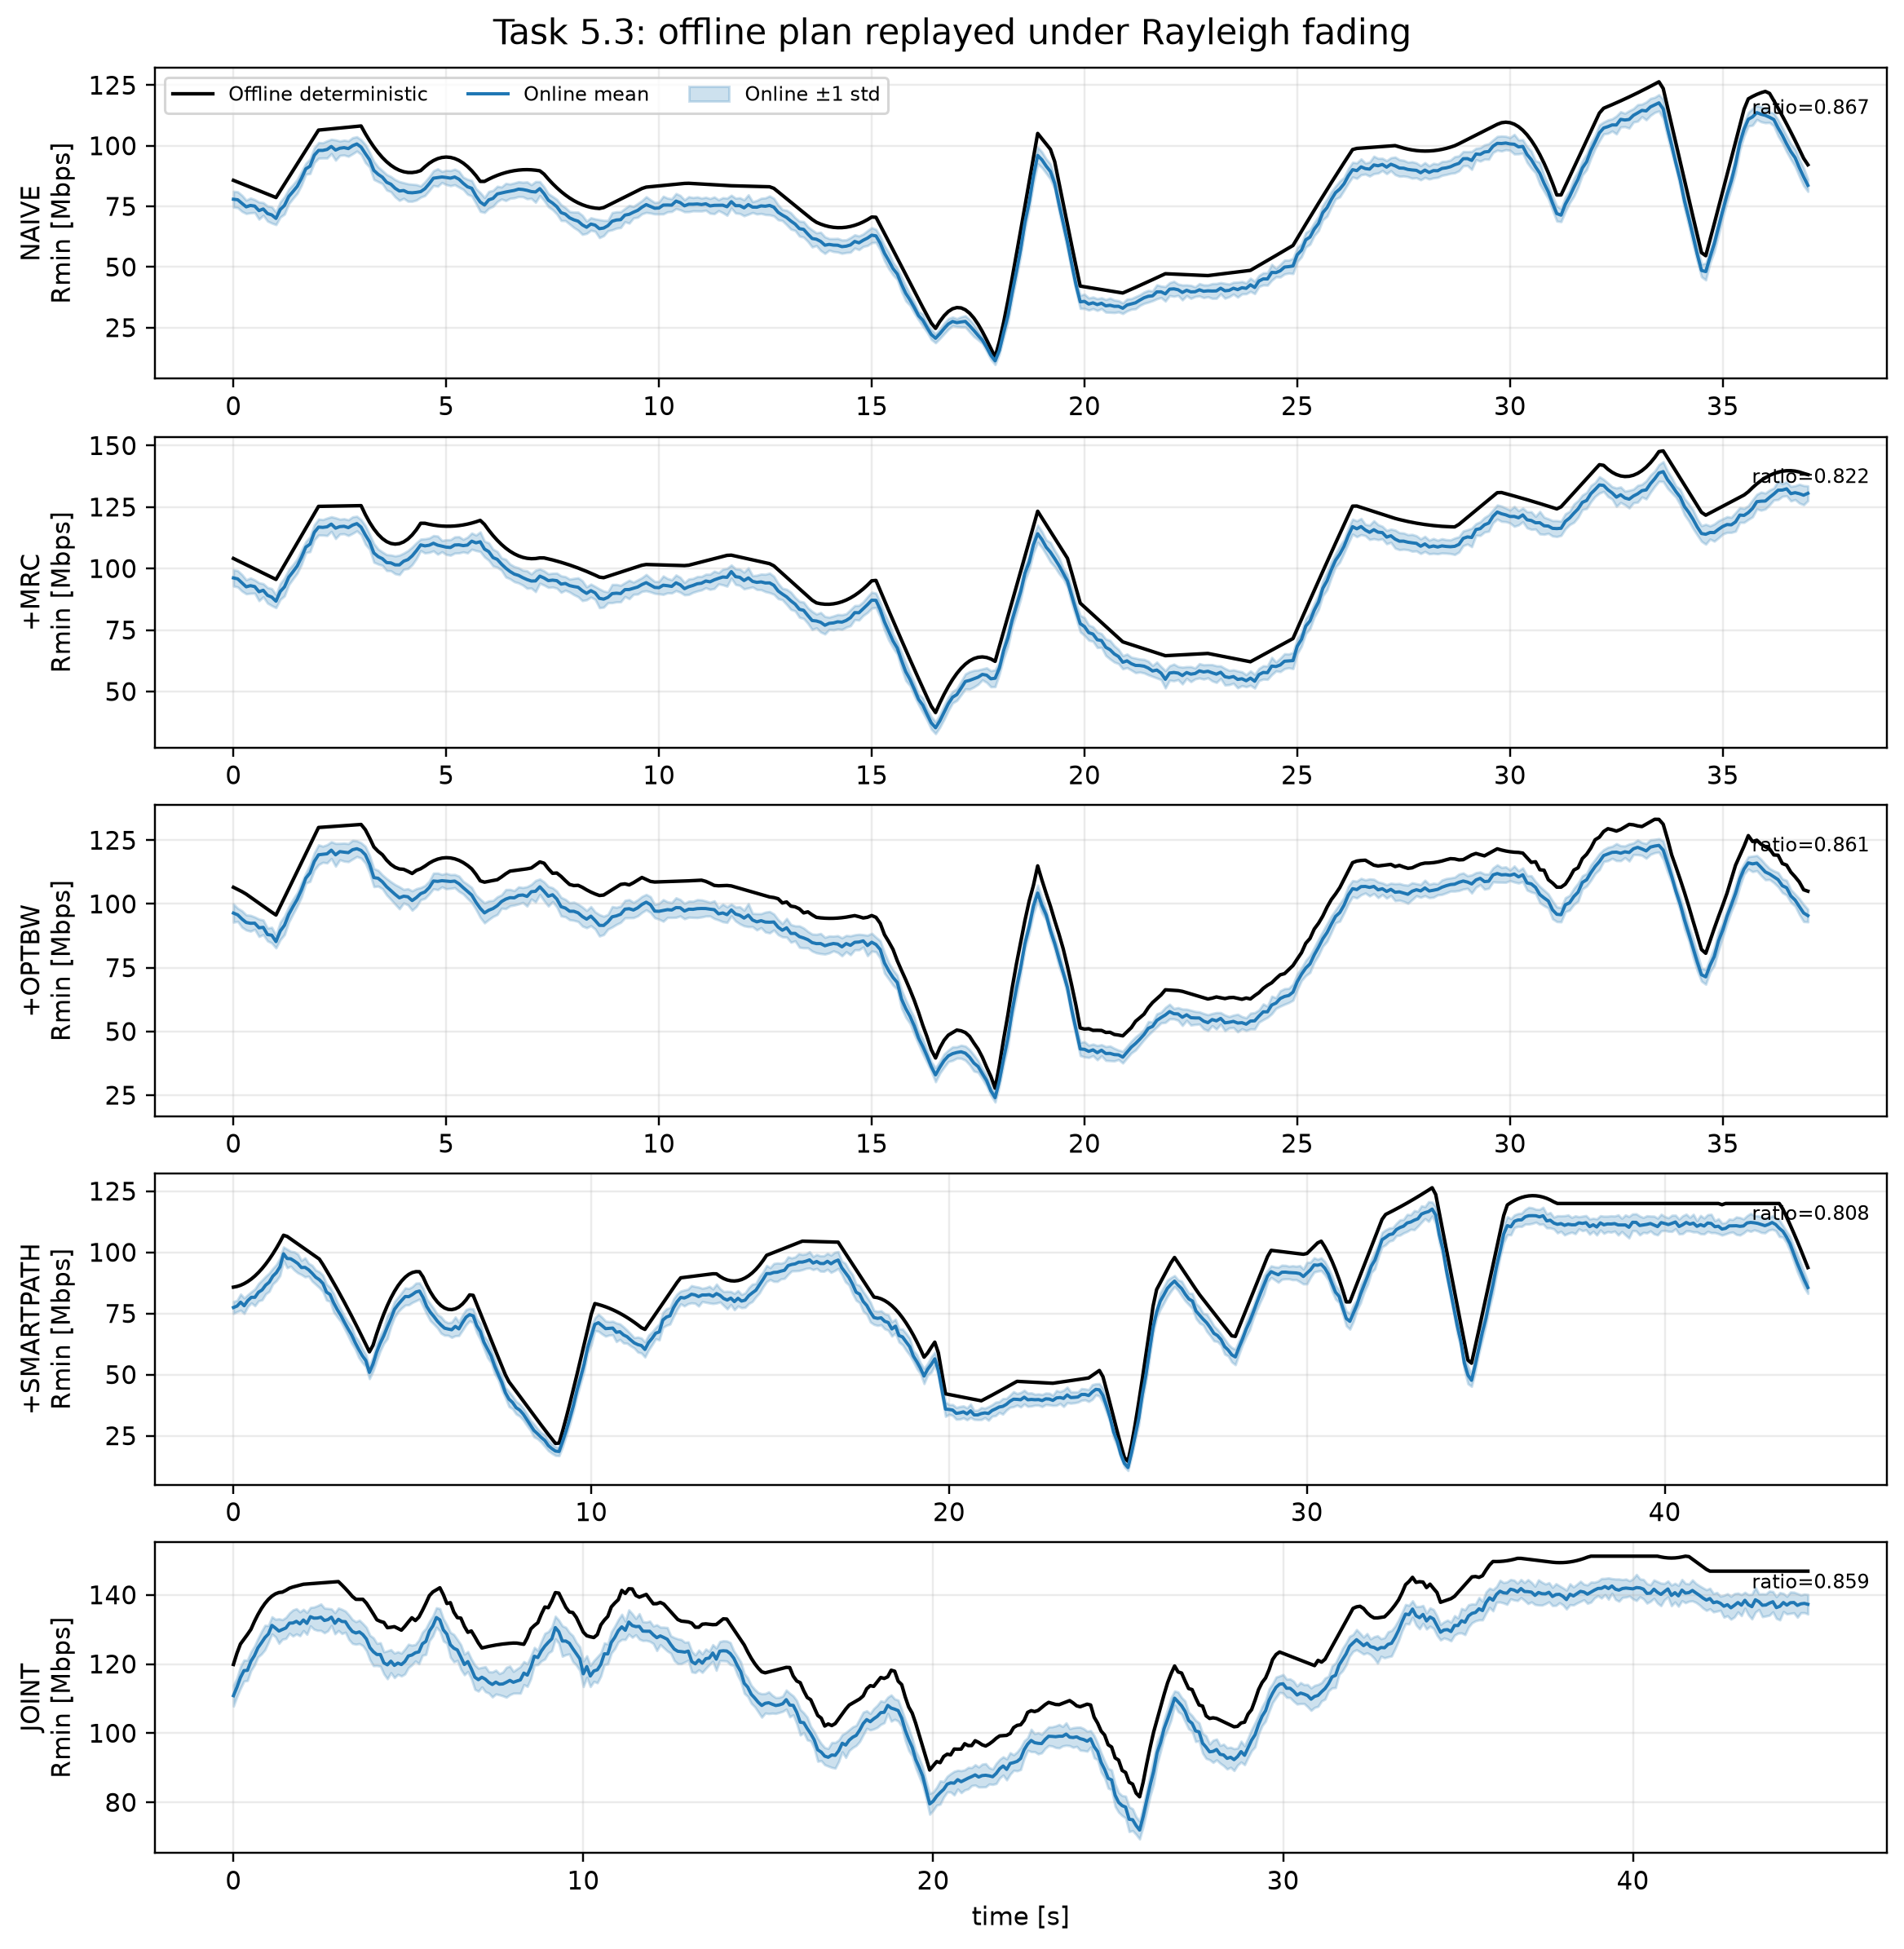 Task 5.3: offline plan replayed under Rayleigh fading
Offline deterministic
Online mean
Online ±1 std
NAIVE
Rmin [Mbps]
125
100
75
50
25
ratio=0.867
0 5 10 15 20 25 30 35
+MRC
Rmin [Mbps]
150
125
100
75
50
ratio=0.822
0 5 10 15 20 25 30 35
+OPTBW
Rmin [Mbps]
125
100
75
50
25
ratio=0.861
0 5 10 15 20 25 30 35
+SMARTPATH
Rmin [Mbps]
125
100
75
50
25
ratio=0.808
0 10 20 30 40
JOINT
Rmin [Mbps]
140
120
100
80
ratio=0.859
0 10 20 30 40
time [s]